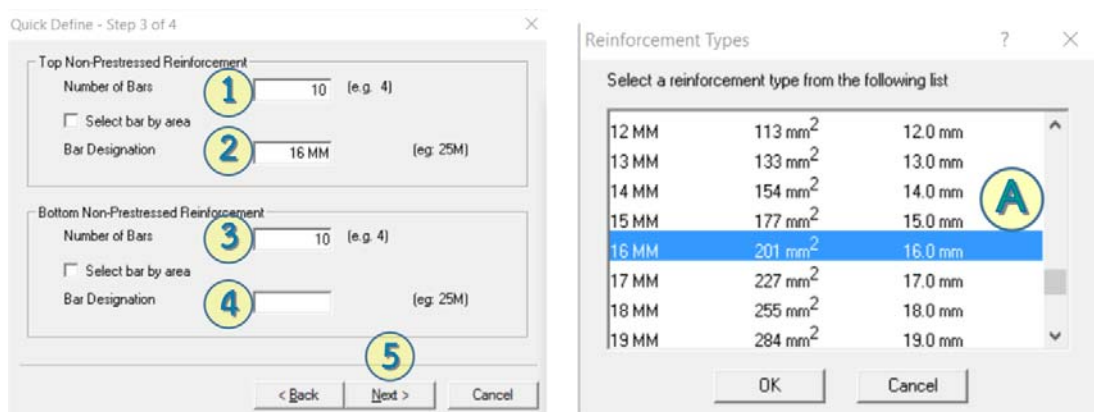 Quick Define - Step 3 of 4
Top Non-Prestressed Reinforcement
Number of Bars 1 10 (e.g. 4)
Select bar by area
Bar Designation 2 16 MM (eg: 25M)
Bottom Non-Prestressed Reinforcement
Number of Bars 3 10 (e.g. 4)
Select bar by area
Bar Designation 4 (eg: 25M)
5
< Back Next > Cancel
Reinforcement Types ?
Select a reinforcement type from the following list
12 MM 113 mm2 12.0 mm
13 MM 133 mm2 13.0 mm
14 MM 154 mm2 14.0 mm
A
15 MM 177 mm2 15.0 mm
16 MM 201 mm2 16.0 mm
17 MM 227 mm2 17.0 mm
18 MM 255 mm2 18.0 mm
19 MM 284 mm2 19.0 mm
OK Cancel